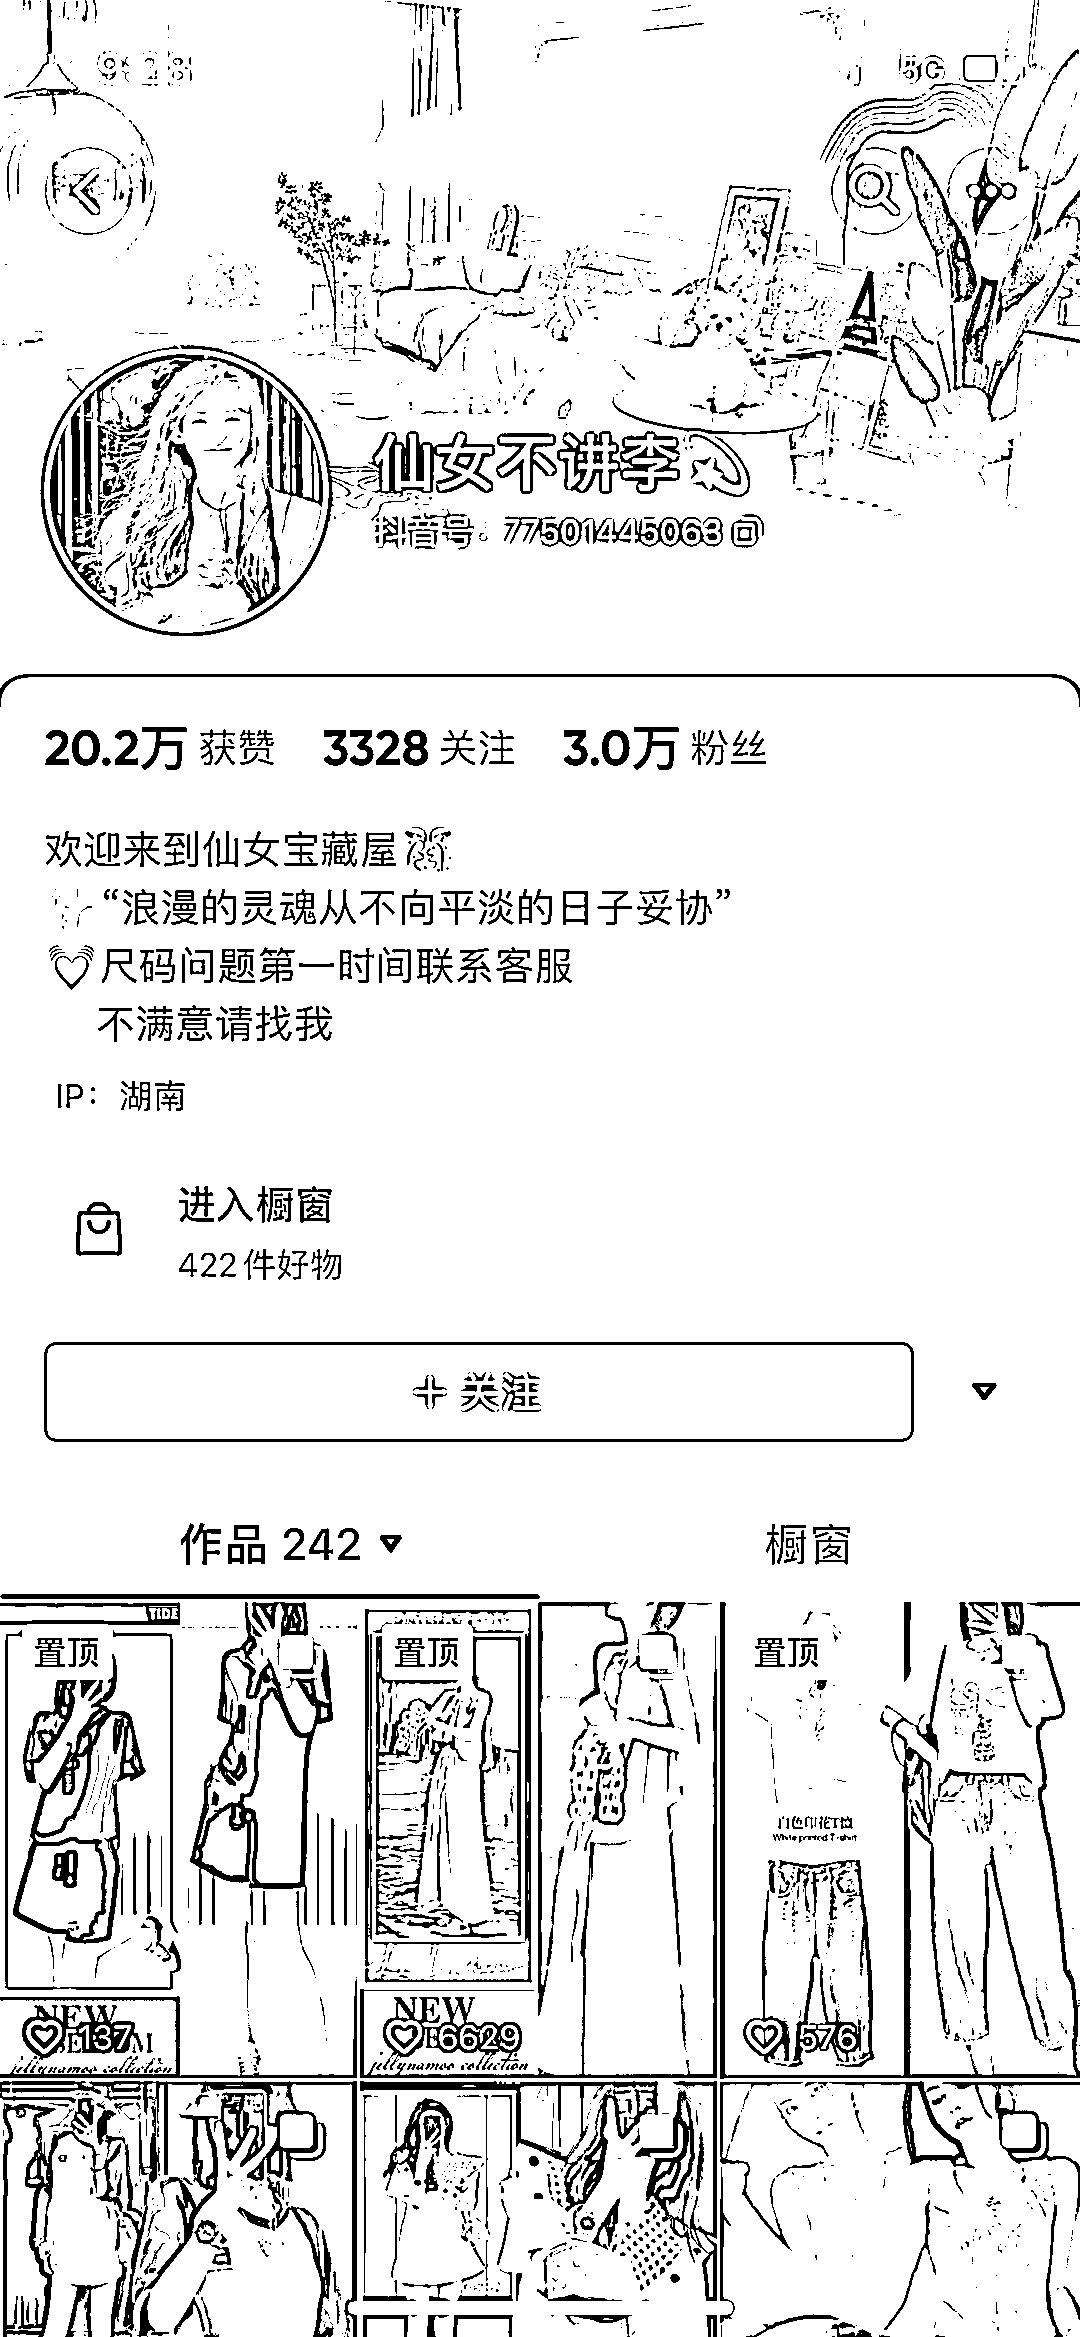 9:28 5G
仙女不讲李
抖音号：77501445063
20.2万 获赞 3328 关注 3.0万 粉丝
欢迎来到仙女宝藏屋
“浪漫的灵魂从不向平淡的日子妥协”
尺码问题第一时间联系客服
不满意请找我
IP：湖南
进入橱窗
422件好物
+ 关注
作品 242 橱窗
TIDE
置顶 置顶 置顶
白色印花T恤
White printed T-shirt
NEW NEW
137 6629 576
jellynamoo collection jellynamoo collection